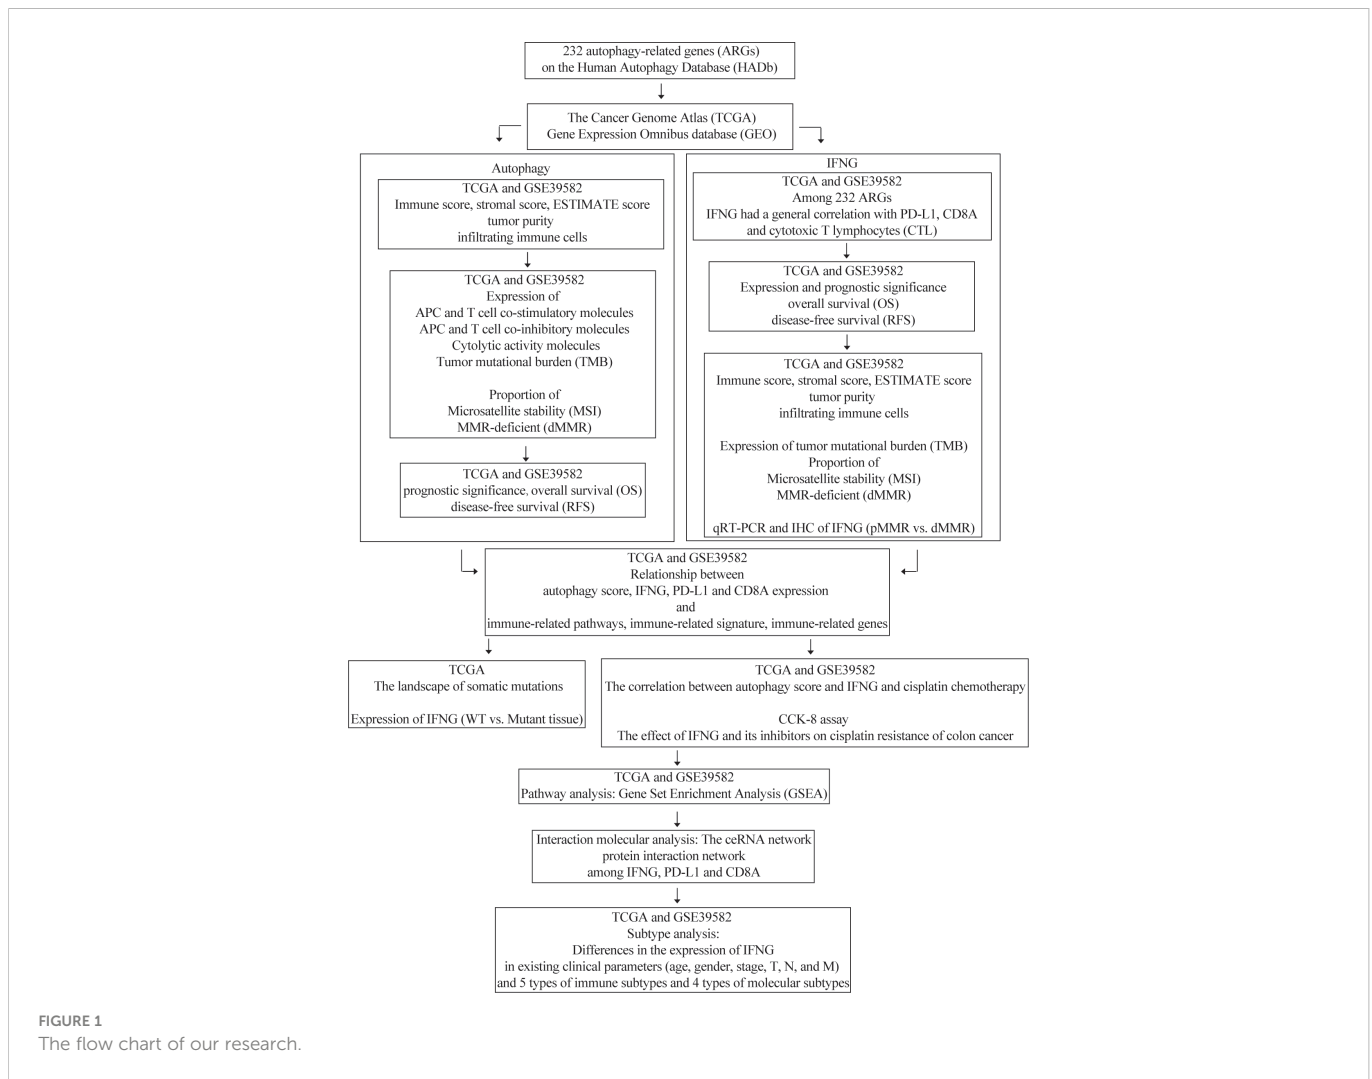 232 autophagy-related genes (ARGs)
on the Human Autophagy Database (HADb)
The Cancer Genome Atlas (TCGA)
Gene Expression Omnibus database (GEO)
Autophagy
TCGA and GSE39582
Immune score, stromal score, ESTIMATE score
tumor purity
infiltrating immune cells
TCGA and GSE39582
Expression of
APC and T cell co-stimulatory molecules
APC and T cell co-inhibitory molecules
Cytolytic activity molecules
Tumor mutational burden (TMB)
Proportion of
Microsatellite stability (MSI)
MMR-deficient (dMMR)
TCGA and GSE39582
prognostic significance, overall survival (OS)
disease-free survival (RFS)
IFNG
TCGA and GSE39582
Among 232 ARGs
IFNG had a general correlation with PD-L1, CD8A
and cytotoxic T lymphocytes (CTL)
TCGA and GSE39582
Expression and prognostic significance
overall survival (OS)
disease-free survival (RFS)
TCGA and GSE39582
Immune score, stromal score, ESTIMATE score
tumor purity
infiltrating immune cells
Expression of tumor mutational burden (TMB)
Proportion of
Microsatellite stability (MSI)
MMR-deficient (dMMR)
qRT-PCR and IHC of IFNG (pMMR vs. dMMR)
TCGA and GSE39582
Relationship between
autophagy score, IFNG, PD-L1 and CD8A expression
and
immune-related pathways, immune-related signature, immune-related genes
TCGA
The landscape of somatic mutations
Expression of IFNG (WT vs. Mutant tissue)
TCGA and GSE39582
The correlation between autophagy score and IFNG and cisplatin chemotherapy
CCK-8 assay
The effect of IFNG and its inhibitors on cisplatin resistance of colon cancer
TCGA and GSE39582
Pathway analysis: Gene Set Enrichment Analysis (GSEA)
Interaction molecular analysis: The ceRNA network
protein interaction network
among IFNG, PD-L1 and CD8A
TCGA and GSE39582
Subtype analysis:
Differences in the expression of IFNG
in existing clinical parameters (age, gender, stage, T, N, and M)
and 5 types of immune subtypes and 4 types of molecular subtypes
FIGURE 1
The flow chart of our research.